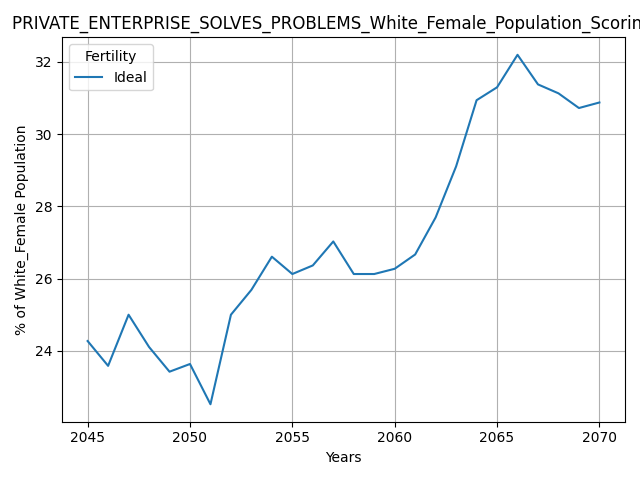 PRIVATE_ENTERPRISE_SOLVES_PROBLEMS_White_Female_Population_Scorin
Fertility
Ideal
% of White_Female Population
32
30
28
26
24
2045 2050 2055 2060 2065 2070
Years